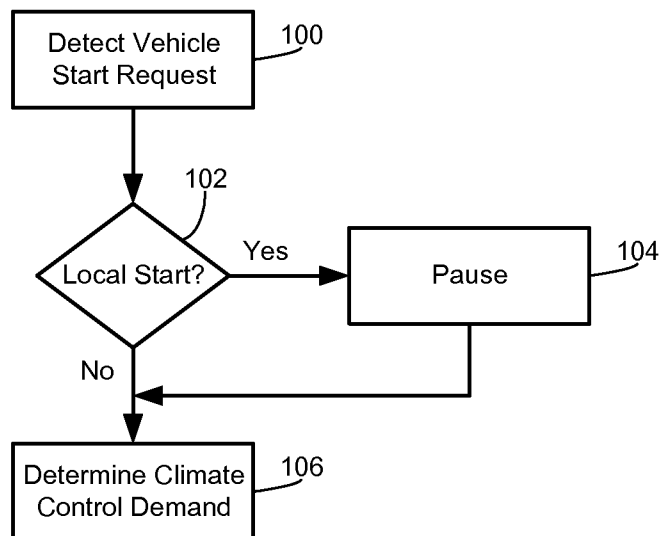 Detect Vehicle
Start Request
100
102
Local Start?
Yes
Pause
104
No
Determine Climate
Control Demand
106